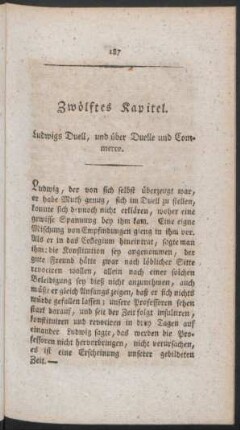 187
Zwölftes Kapitel.
Ludwigs Duell, und über Duelle und Com-
merce.
Ludwig, der von sich selbst überzeugt war,
er habe Muth genug, sich im Duell zu stellen,
konnte sich dennoch nicht erklären, woher eine
gewisse Spannung bey ihm kam. Eine eigne
Mischung von Empfindungen gieng in ihm vor.
Als er in das Collegium hineintrat, sagte man
ihm: die Konstitution sey angenommen, der
gute Freund hätte zwar nach löblicher Sitte
revociren wollen, allein nach einer solchen
Beleidigung sey dieß nicht anzunehmen, auch
müßte er gleich Anfangs zeigen, daß er sich nichts
würde gefallen lassen; unsere Professoren sehen
stark darauf, und seit der Zeit folgt insultiren,
konstituiren und revociren in drey Tagen auf
einander. Ludwig sagte, das werden die Pro-
fessoren nicht hervorbringen, nicht verursachen,
es ist eine Erscheinung unserer gebildeten
Zeit. —